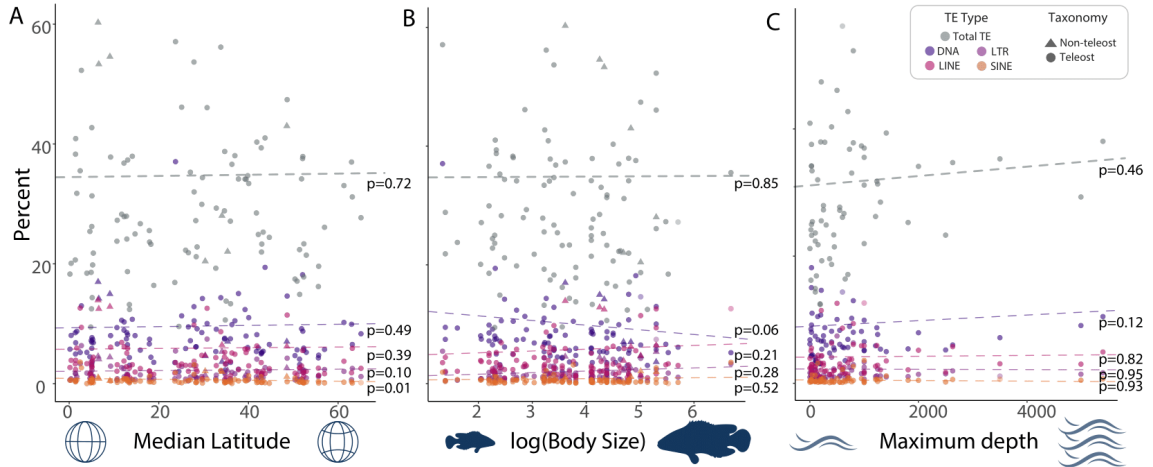 A
B
C
Percent
60
40
20
0
p=0.72
p=0.49
p=0.39
p=0.10
p=0.01
0
20
40
60
Median Latitude
p=0.85
p=0.06
p=0.21
p=0.28
p=0.52
2
3
4
5
6
log(Body Size)
TE Type
Taxonomy
Total TE
DNA
LTR
LINE
SINE
Non-teleost
Teleost
p=0.46
p=0.12
p=0.82
p=0.95
p=0.93
0
2000
4000
Maximum depth